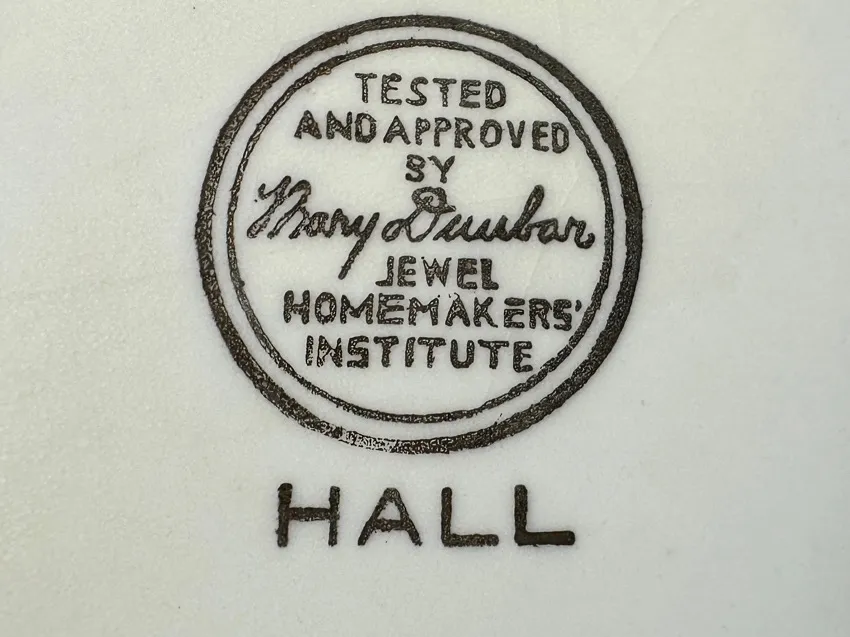 TESTED
AND APPROVED
BY
Mary Dunbar
JEWEL
HOMEMAKERS'
INSTITUTE
HALL